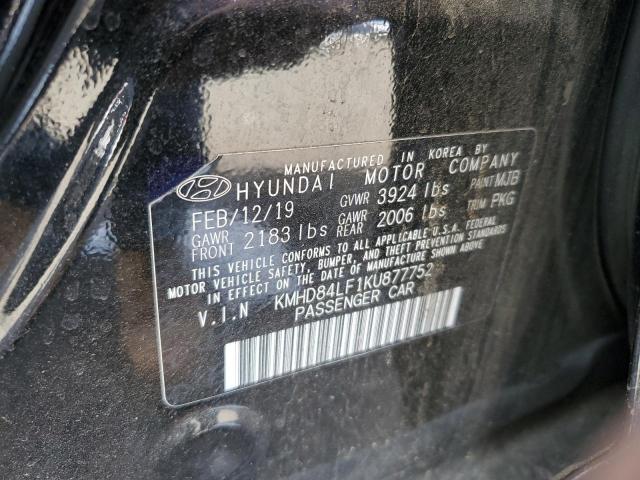 MANUFACTURED IN KOREA BY
HYUNDAI MOTOR COMPANY
FEB/12/19 GVWR 3924 lbs PAINT MJB
GAWR FRONT 2183 lbs GAWR REAR 2006 lbs TRIM PKG
THIS VEHICLE CONFORMS TO ALL APPLICABLE U.S.A. FEDERAL
MOTOR VEHICLE SAFETY, BUMPER, AND THEFT PREVENTION STANDARDS
IN EFFECT ON THE DATE OF MANUFACTURE SHOWN ABOVE.
V.I.N KMHD84LF1KU877752
PASSENGER CAR